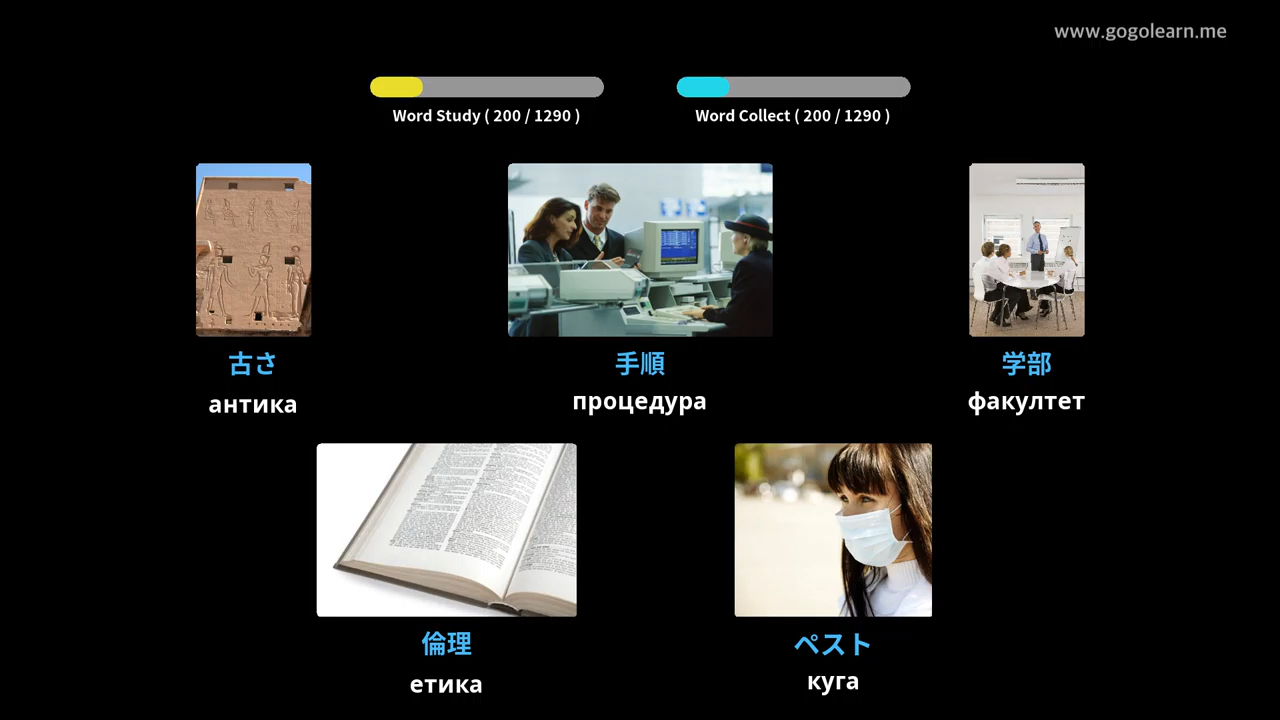 www.gogolearn.me
Word Study ( 200 / 1290 )
Word Collect ( 200 / 1290 )
古さ
антика
手順
процедура
学部
факултет
倫理
етика
ペスト
куга